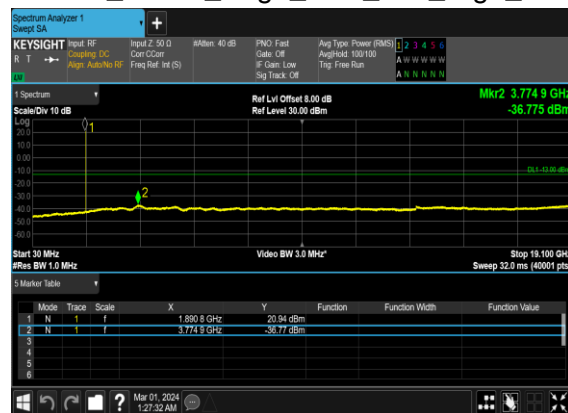 Spectrum Analyzer 1
Swept SA
KEYSIGHT Input: RF Input Z: 50 Ω #Atten: 40 dB PNO: Fast Avg Type: Power (RMS) 1 2 3 4 5 6
R T Coupling: DC Corr CCorr Gate: Off Avg|Hold: 100/100 A W W W W W
Align: Auto/No RF Freq Ref: Int (S) IF Gain: Low Trig: Free Run
Sig Track: Off A N N N N N
1 Spectrum Ref Lvl Offset 8.00 dB Mkr2 3.774 9 GHz
Scale/Div 10 dB Ref Level 30.00 dBm -36.775 dBm
Log
20.0
10.0
0.00
-10.0
DL1 -13.00 dBm
-20.0
-30.0
-40.0
-50.0
-60.0
1
2
Start 30 MHz Video BW 3.0 MHz* Stop 19.100 GHz
#Res BW 1.0 MHz Sweep 32.0 ms (40001 pts)
5 Marker Table
Mode Trace Scale X Y Function Function Width Function Value
1 N 1 f 1.890 8 GHz 20.94 dBm
2 N 1 f 3.774 9 GHz -36.77 dBm
3
4
5
6
? Mar 01, 2024
1:27:32 AM